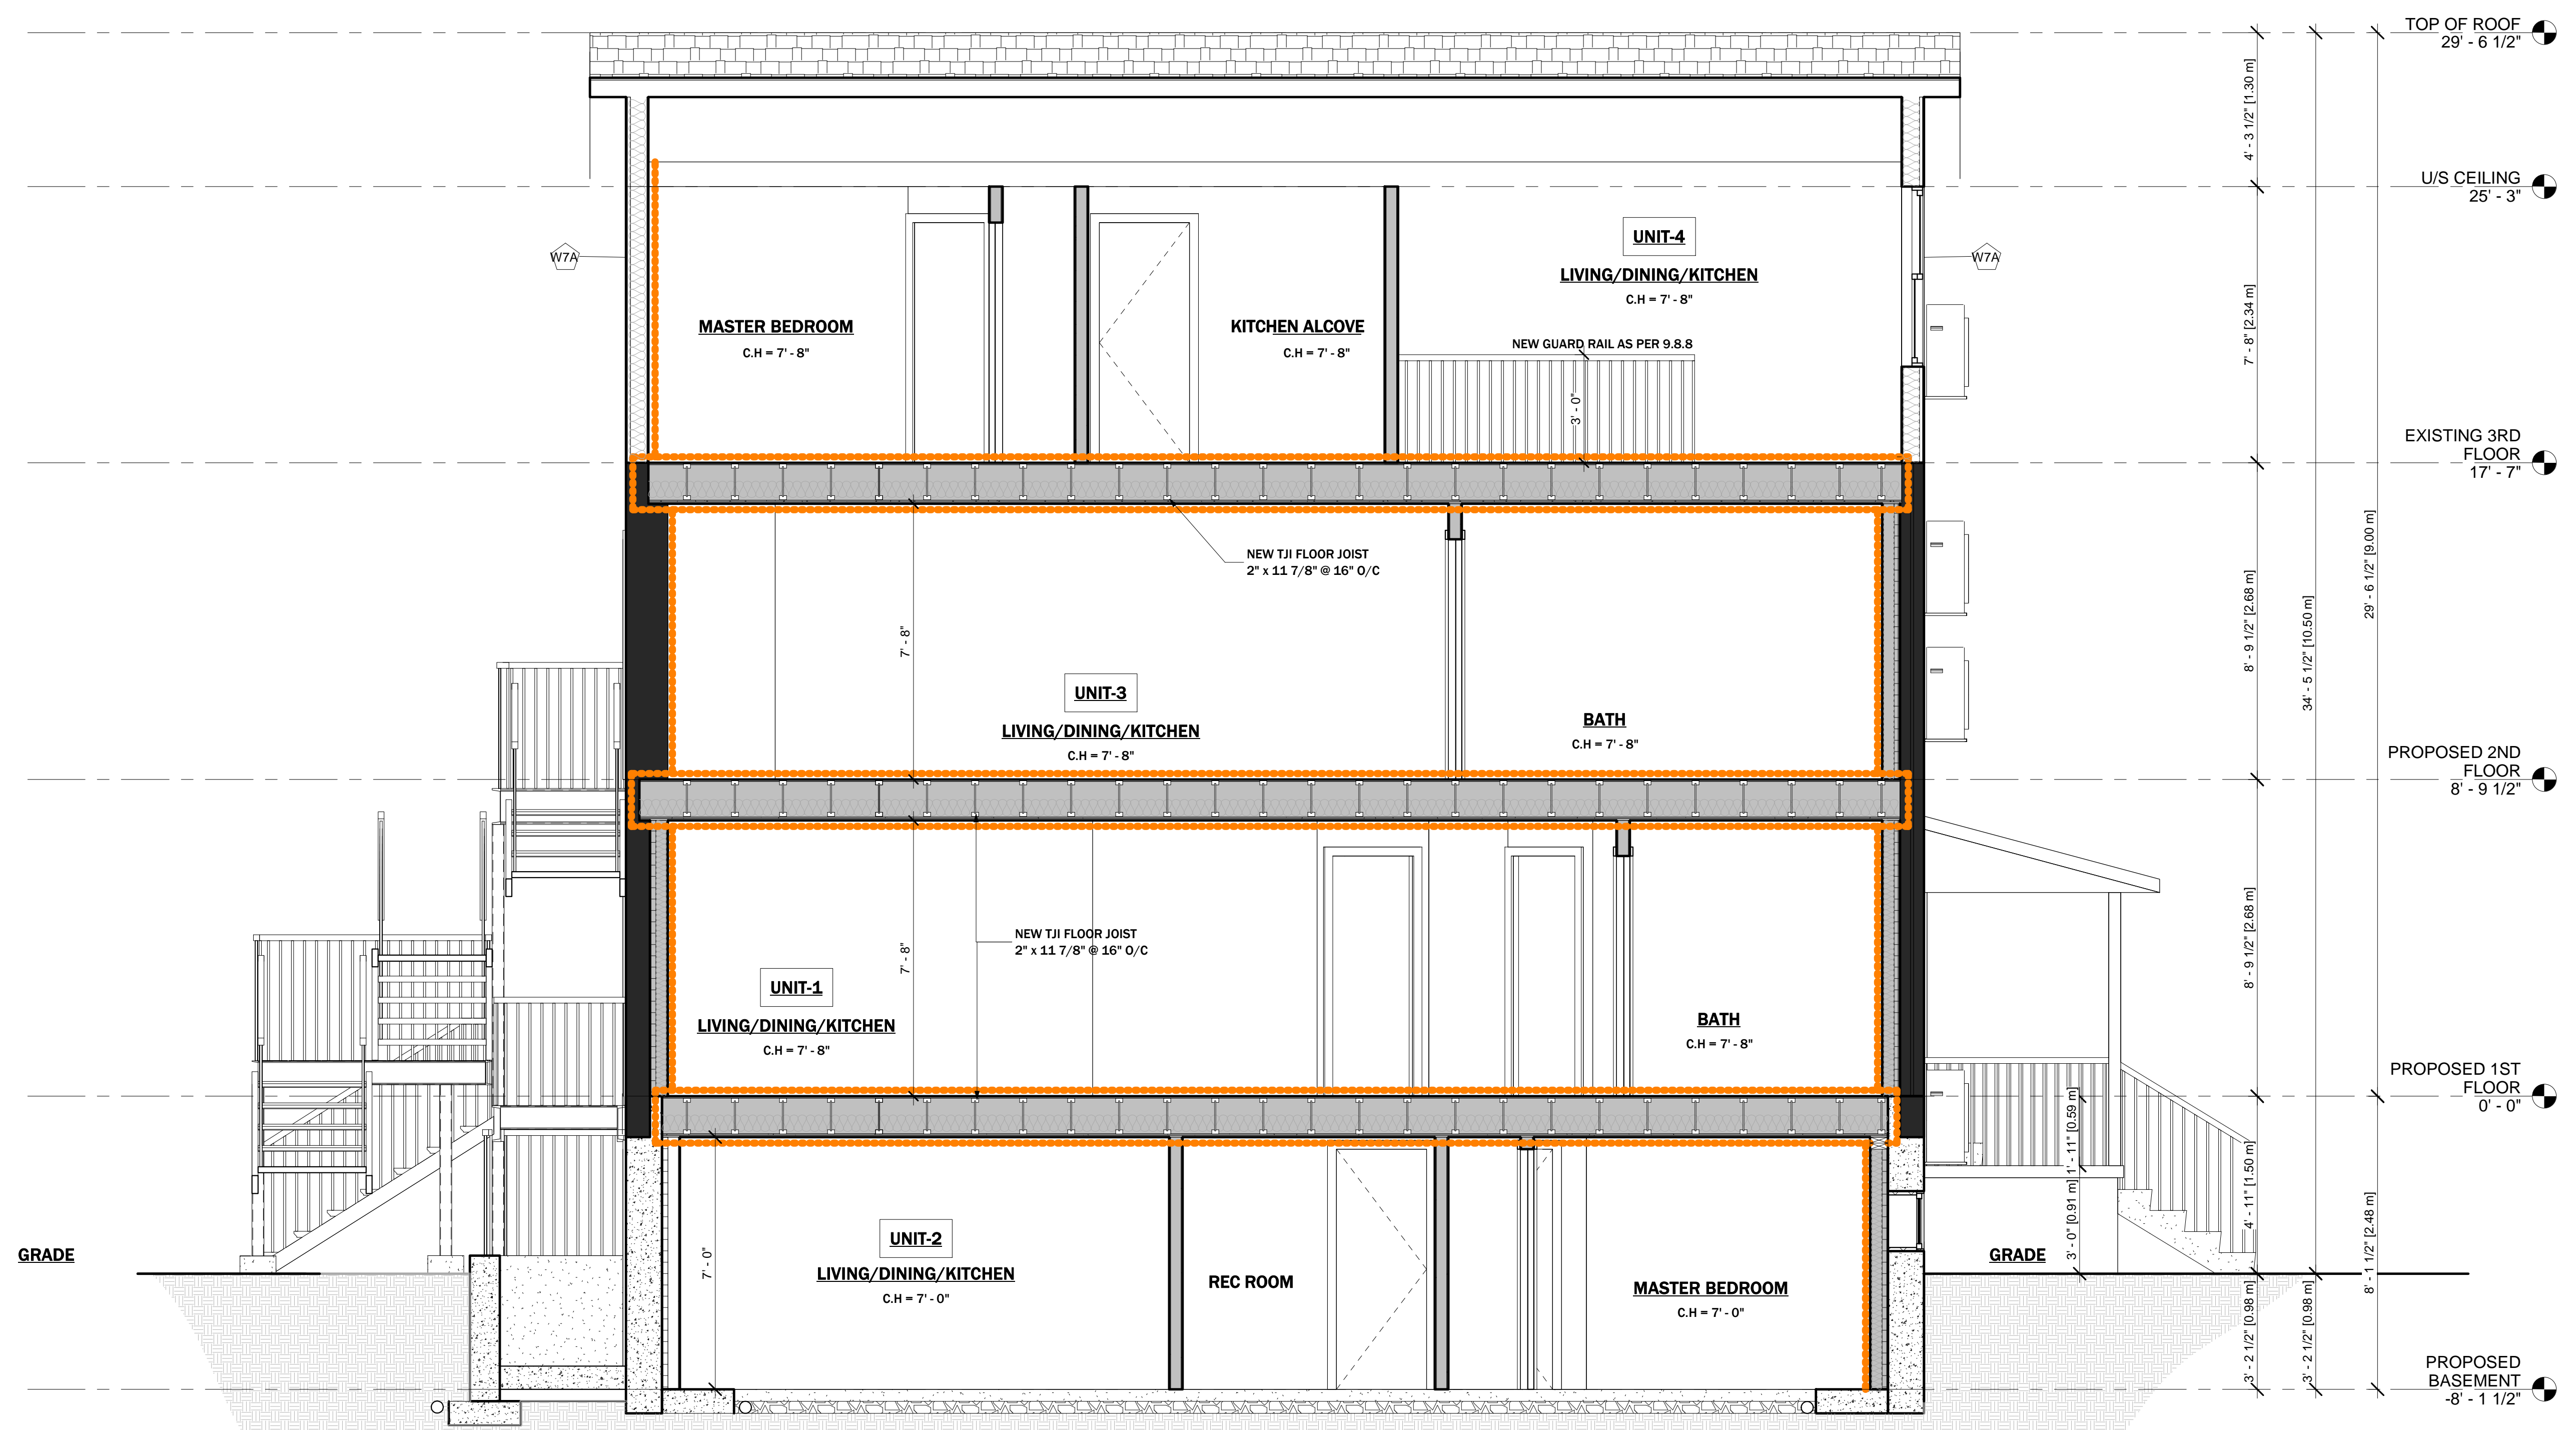 TOP OF ROOF
29' - 6 1/2"
4' - 3 1/2" [1.30 m]
U/S CEILING
25' - 3"
W7A
W7A
UNIT-4
LIVING/DINING/KITCHEN
C.H = 7' - 8"
MASTER BEDROOM
C.H = 7' - 8"
KITCHEN ALCOVE
C.H = 7' - 8"
NEW GUARD RAIL AS PER 9.8.8
3' - 0"
7' - 8" [2.34 m]
EXISTING 3RD
FLOOR
17' - 7"
NEW TJI FLOOR JOIST
2" x 11 7/8" @ 16" O/C
7' - 8"
UNIT-3
LIVING/DINING/KITCHEN
C.H = 7' - 8"
BATH
C.H = 7' - 8"
8' - 9 1/2" [2.68 m]
34' - 5 1/2" [10.50 m]
29' - 6 1/2" [9.00 m]
PROPOSED 2ND
FLOOR
8' - 9 1/2"
NEW TJI FLOOR JOIST
2" x 11 7/8" @ 16" O/C
7' - 8"
UNIT-1
LIVING/DINING/KITCHEN
C.H = 7' - 8"
BATH
C.H = 7' - 8"
8' - 9 1/2" [2.68 m]
PROPOSED 1ST
FLOOR
0' - 0"
1' - 11" [0.59 m]
3' - 0" [0.91 m]
4' - 11" [1.50 m]
8' - 1 1/2" [2.48 m]
GRADE
7' - 0"
UNIT-2
LIVING/DINING/KITCHEN
C.H = 7' - 0"
REC ROOM
MASTER BEDROOM
C.H = 7' - 0"
GRADE
3' - 2 1/2" [0.98 m]
3' - 2 1/2" [0.98 m]
PROPOSED
BASEMENT
-8' - 1 1/2"